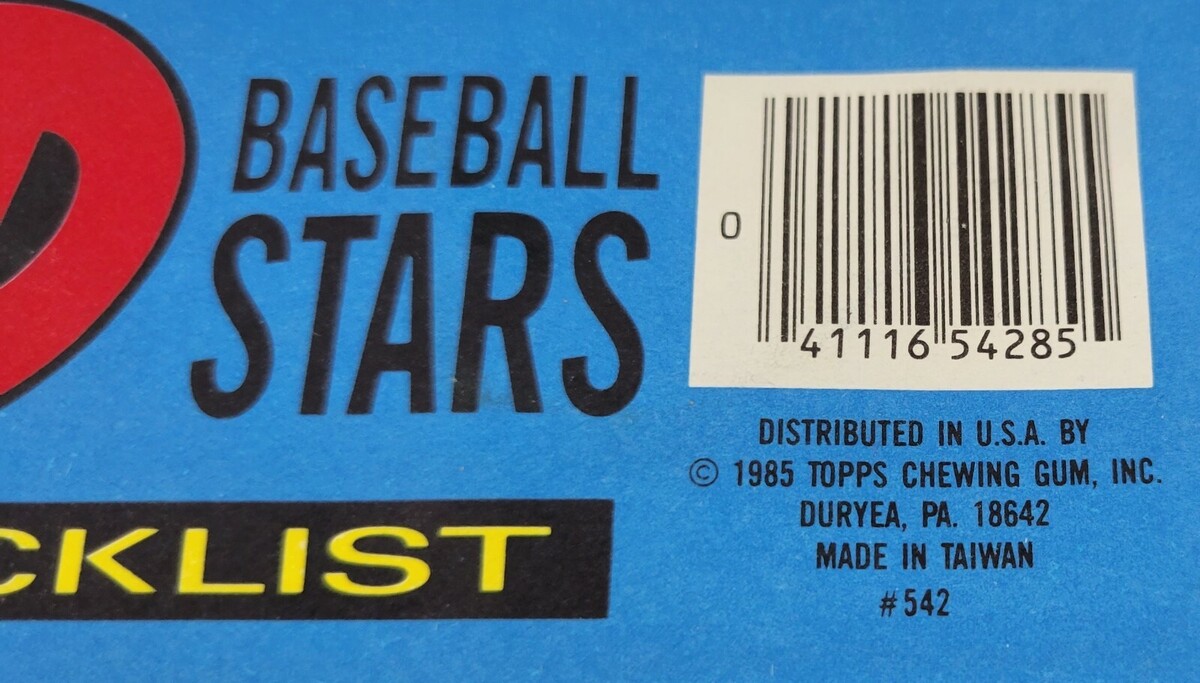 BASEBALL
STARS
CKLIST
0
41116 54285
DISTRIBUTED IN U.S.A. BY
© 1985 TOPPS CHEWING GUM, INC.
DURYEA, PA. 18642
MADE IN TAIWAN
#542